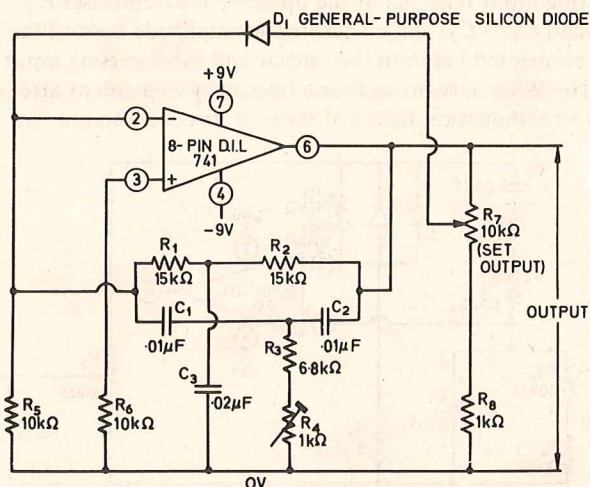 D1 GENERAL-PURPOSE SILICON DIODE
+9V
7
2
-
8-PIN D.I.L
741
6
3
+
4
-9V
R7
10kΩ
(SET
OUTPUT)
R1
15kΩ
R2
15kΩ
OUTPUT
C1
·01µF
C2
·01µF
R3
6·8kΩ
C3
·02µF
R5
10kΩ
R6
10kΩ
R4
1kΩ
R8
1kΩ
0V